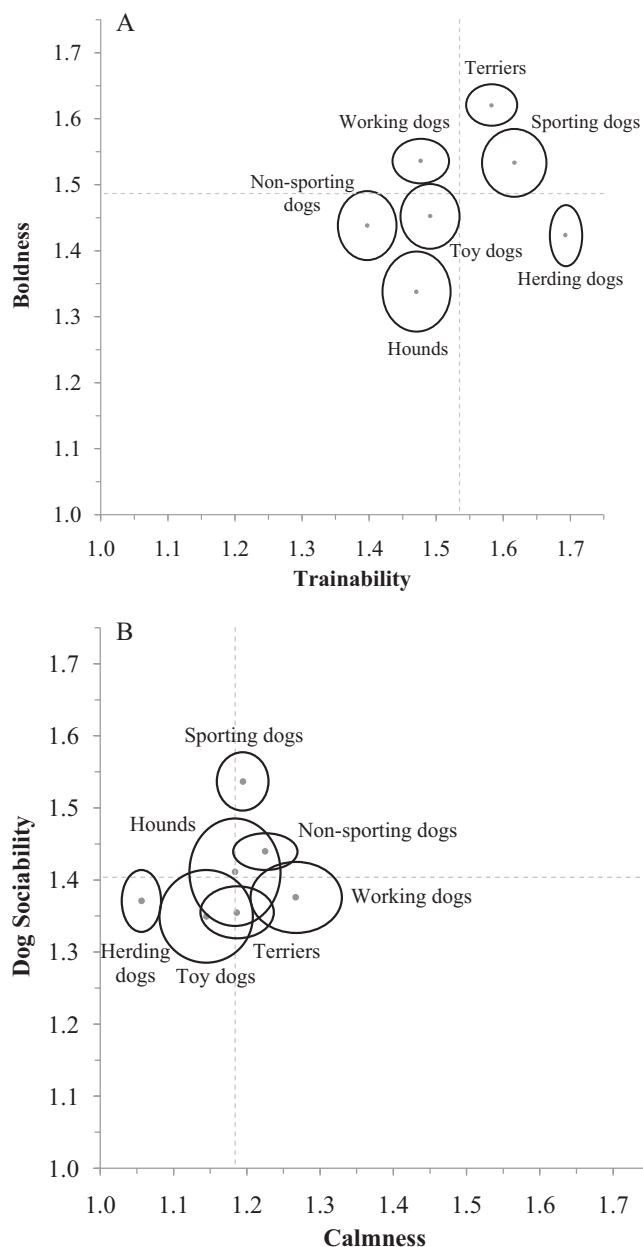 A
1.7
Terriers
1.6
Working dogs
Sporting dogs
Non-sporting
dogs
1.5
1.4
Toy dogs
Herding dogs
1.3
Hounds
1.2
1.1
1.0
Boldness
1.0 1.1 1.2 1.3 1.4 1.5 1.6 1.7
Trainability
B
1.7
1.6
Sporting dogs
1.5
Hounds
Non-sporting dogs
1.4
Working dogs
1.3
Herding
dogs
Terriers
Toy dogs
1.2
1.1
1.0
Dog Sociability
1.0 1.1 1.2 1.3 1.4 1.5 1.6 1.7
Calmness